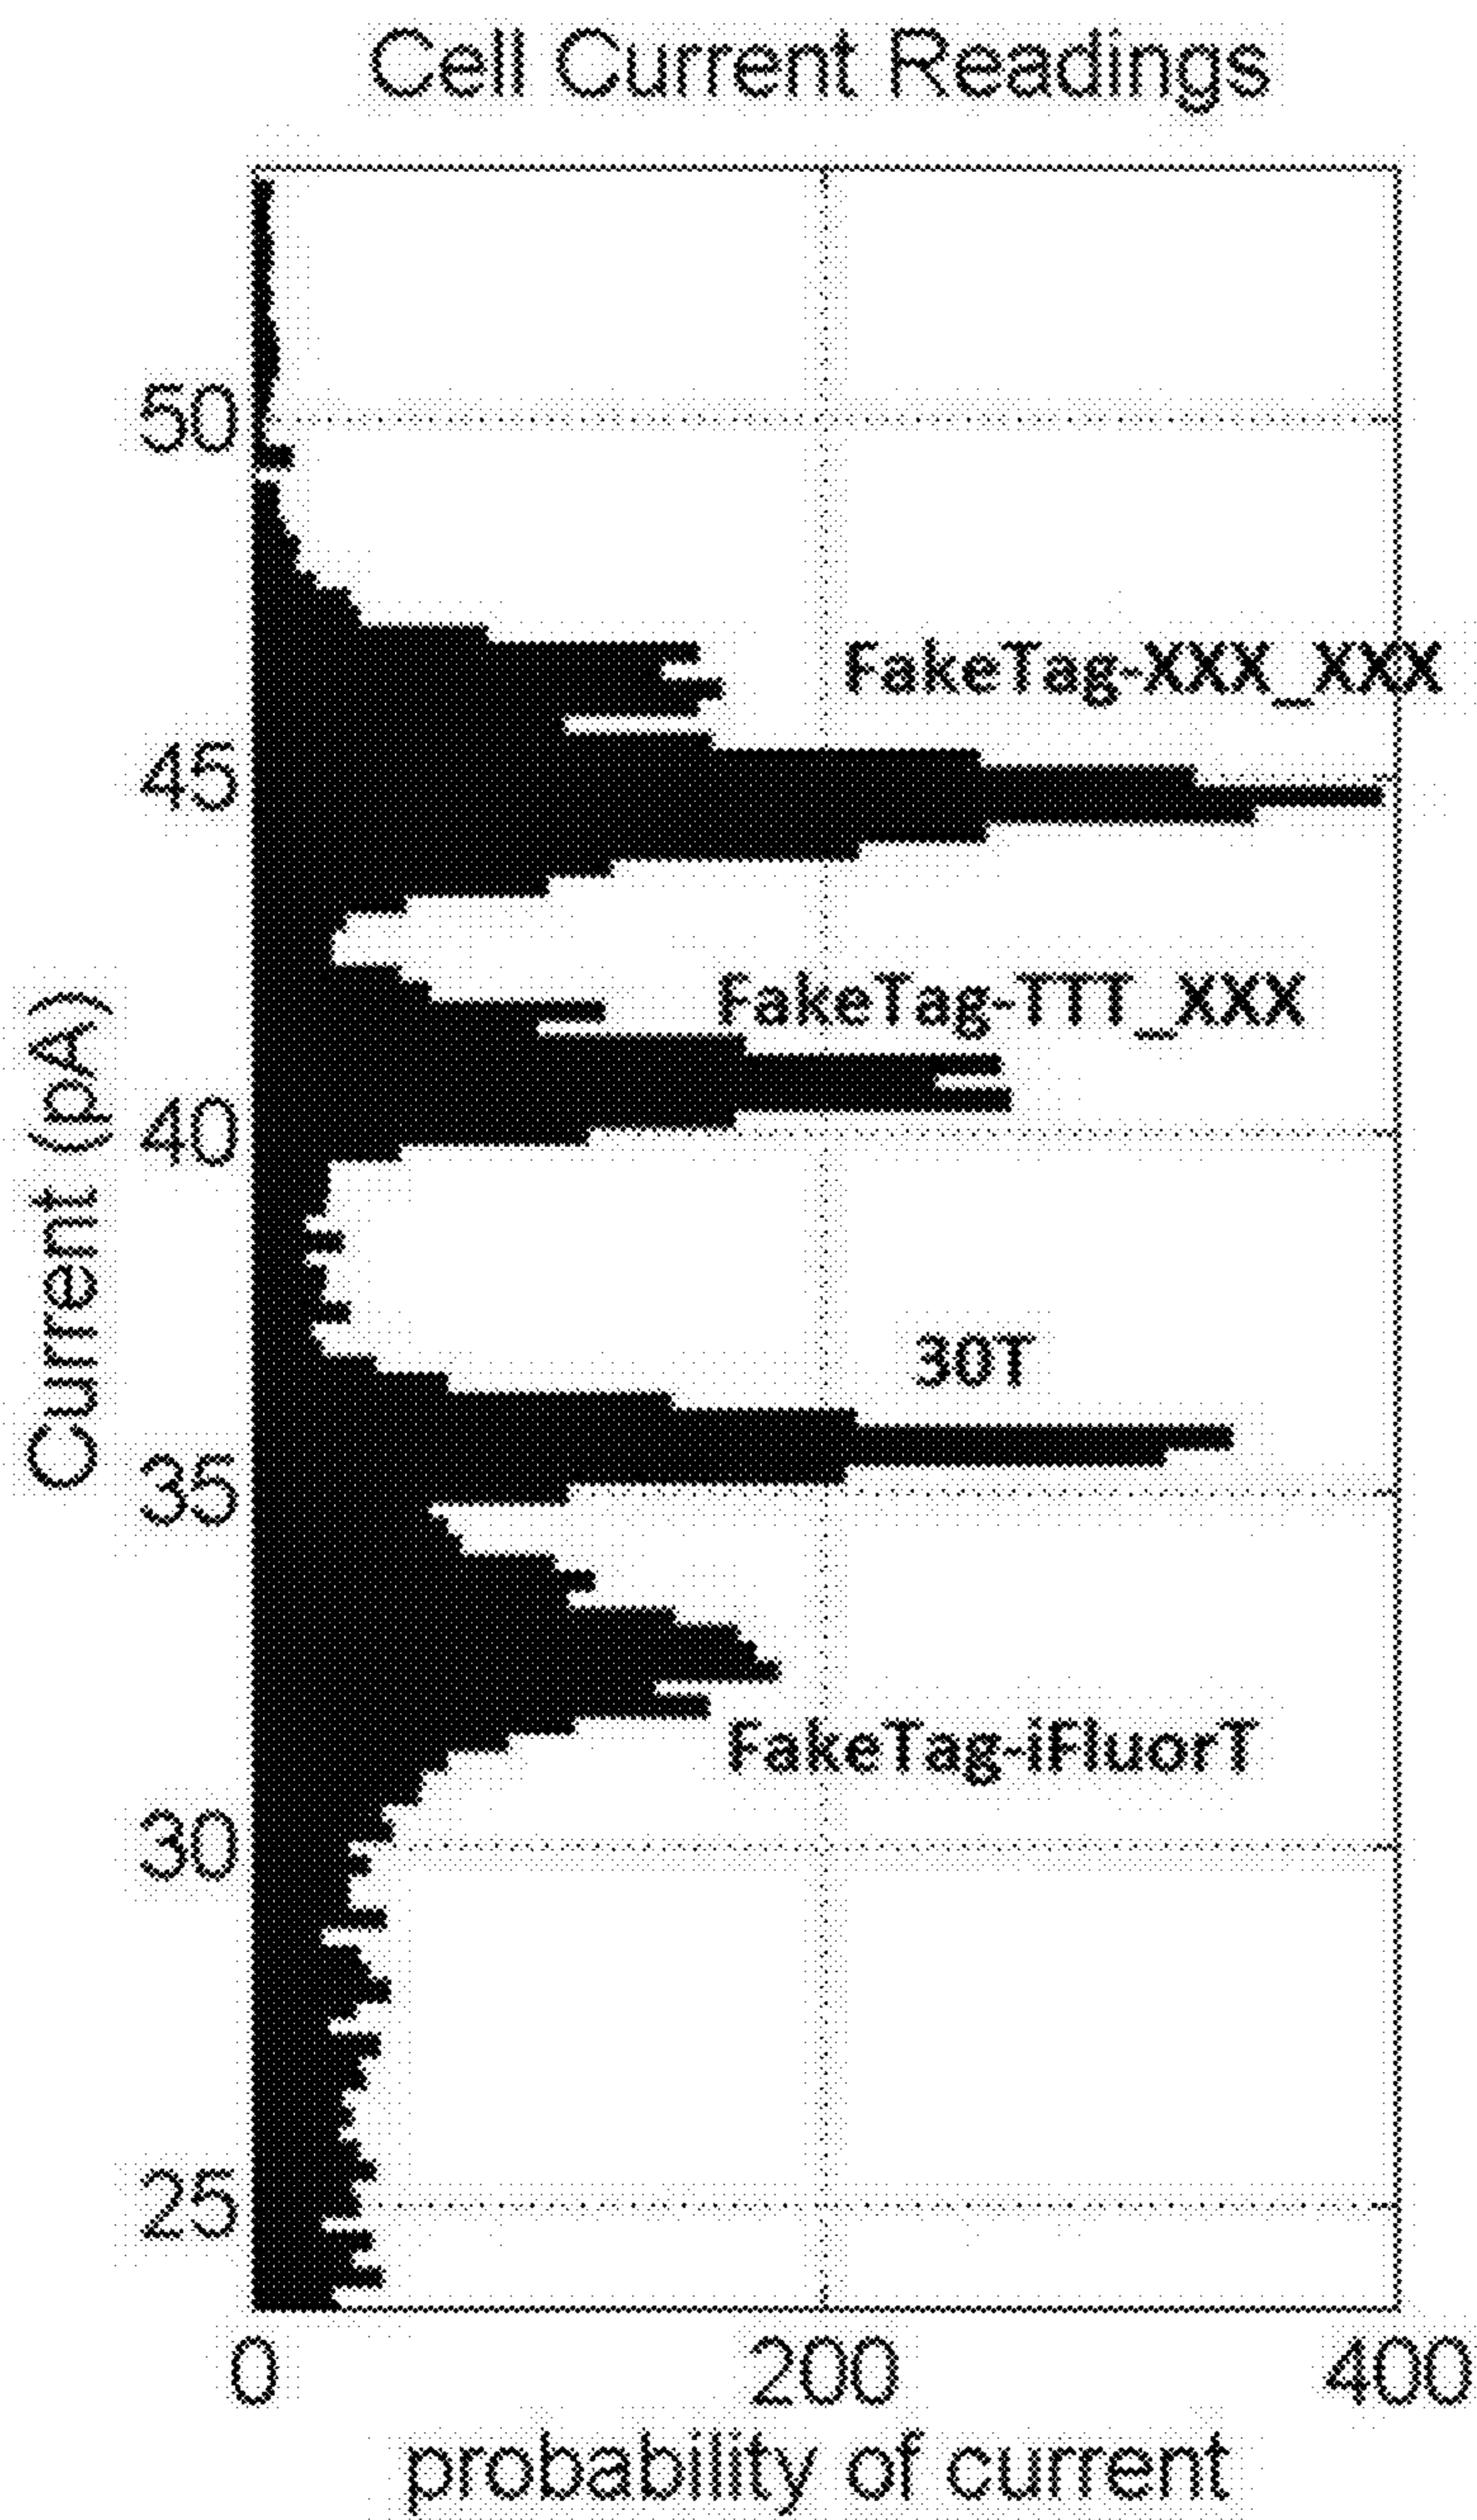 Cell Current Readings
50
FakeTag-XXX_XXX
45
FakeTag-TTT_XXX
Current (pA)
40
30T
35
FakeTag-iFluorT
30
25
0 200 400
probability of current